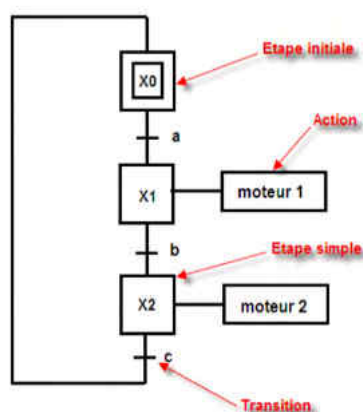 X0
Etape initiale
a
Action
X1
moteur 1
b
Etape simple
X2
moteur 2
c
Transition